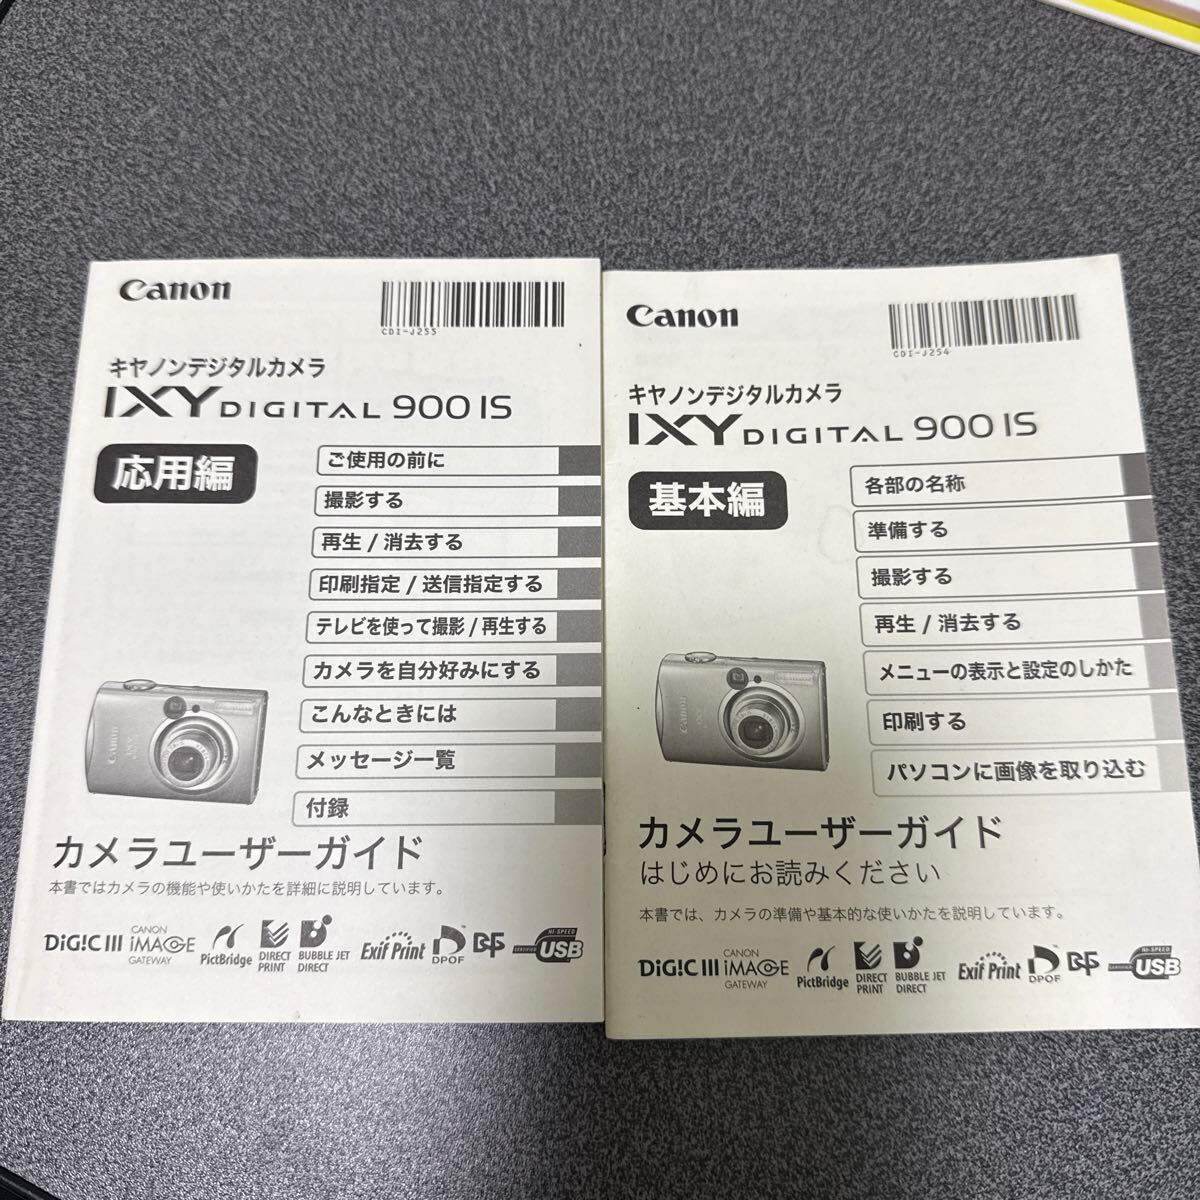 Canon
CDI-J255
キヤノンデジタルカメラ
IXY DIGITAL 900 IS
応用編
ご使用の前に
撮影する
再生 / 消去する
印刷指定 / 送信指定する
テレビを使って撮影 / 再生する
カメラを自分好みにする
こんなときには
メッセージ一覧
付録
Canon
カメラユーザーガイド
本書ではカメラの機能や使いかたを詳細に説明しています。
DiGiC III
CANON iMAGE GATEWAY
PictBridge
DIRECT PRINT
BUBBLE JET DIRECT
Exif Print
DPOF
HI-SPEED CERTIFIED USB
Canon
CDI-J254
キヤノンデジタルカメラ
IXY DIGITAL 900 IS
基本編
各部の名称
準備する
撮影する
再生 / 消去する
メニューの表示と設定のしかた
印刷する
パソコンに画像を取り込む
Canon
カメラユーザーガイド
はじめにお読みください
本書では、カメラの準備や基本的な使いかたを説明しています。
DiGiC III
CANON iMAGE GATEWAY
PictBridge
DIRECT PRINT
BUBBLE JET DIRECT
Exif Print
DPOF
HI-SPEED CERTIFIED USB